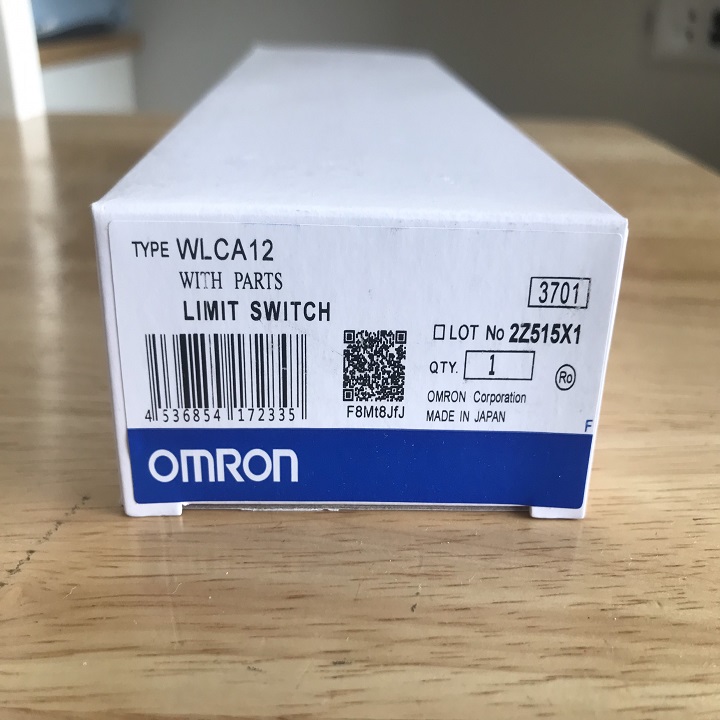 TYPE WLCA12
WITH PARTS
LIMIT SWITCH
3701
LOT No 2Z515X1
QTY. 1
Ro
4 536854 172335
F8Mt8JfJ
OMRON Corporation
MADE IN JAPAN
F
OMRON